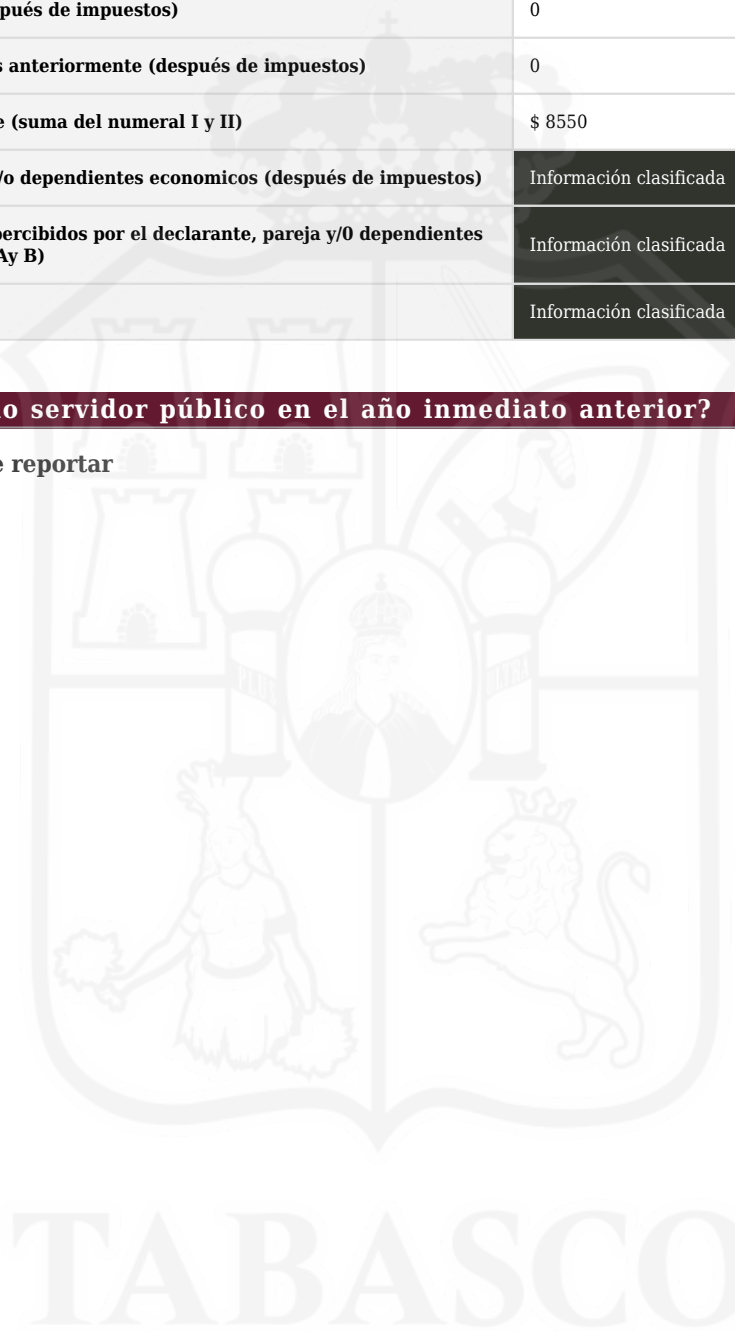 pués de impuestos) 0
s anteriormente (después de impuestos) 0
e (suma del numeral I y II) $ 8550
/o dependientes economicos (después de impuestos) Información clasificada
percibidos por el declarante, pareja y/0 dependientes
Ay B) Información clasificada
Información clasificada
o servidor público en el año inmediato anterior?
e reportar
PLUS ULTRA
TABASCO